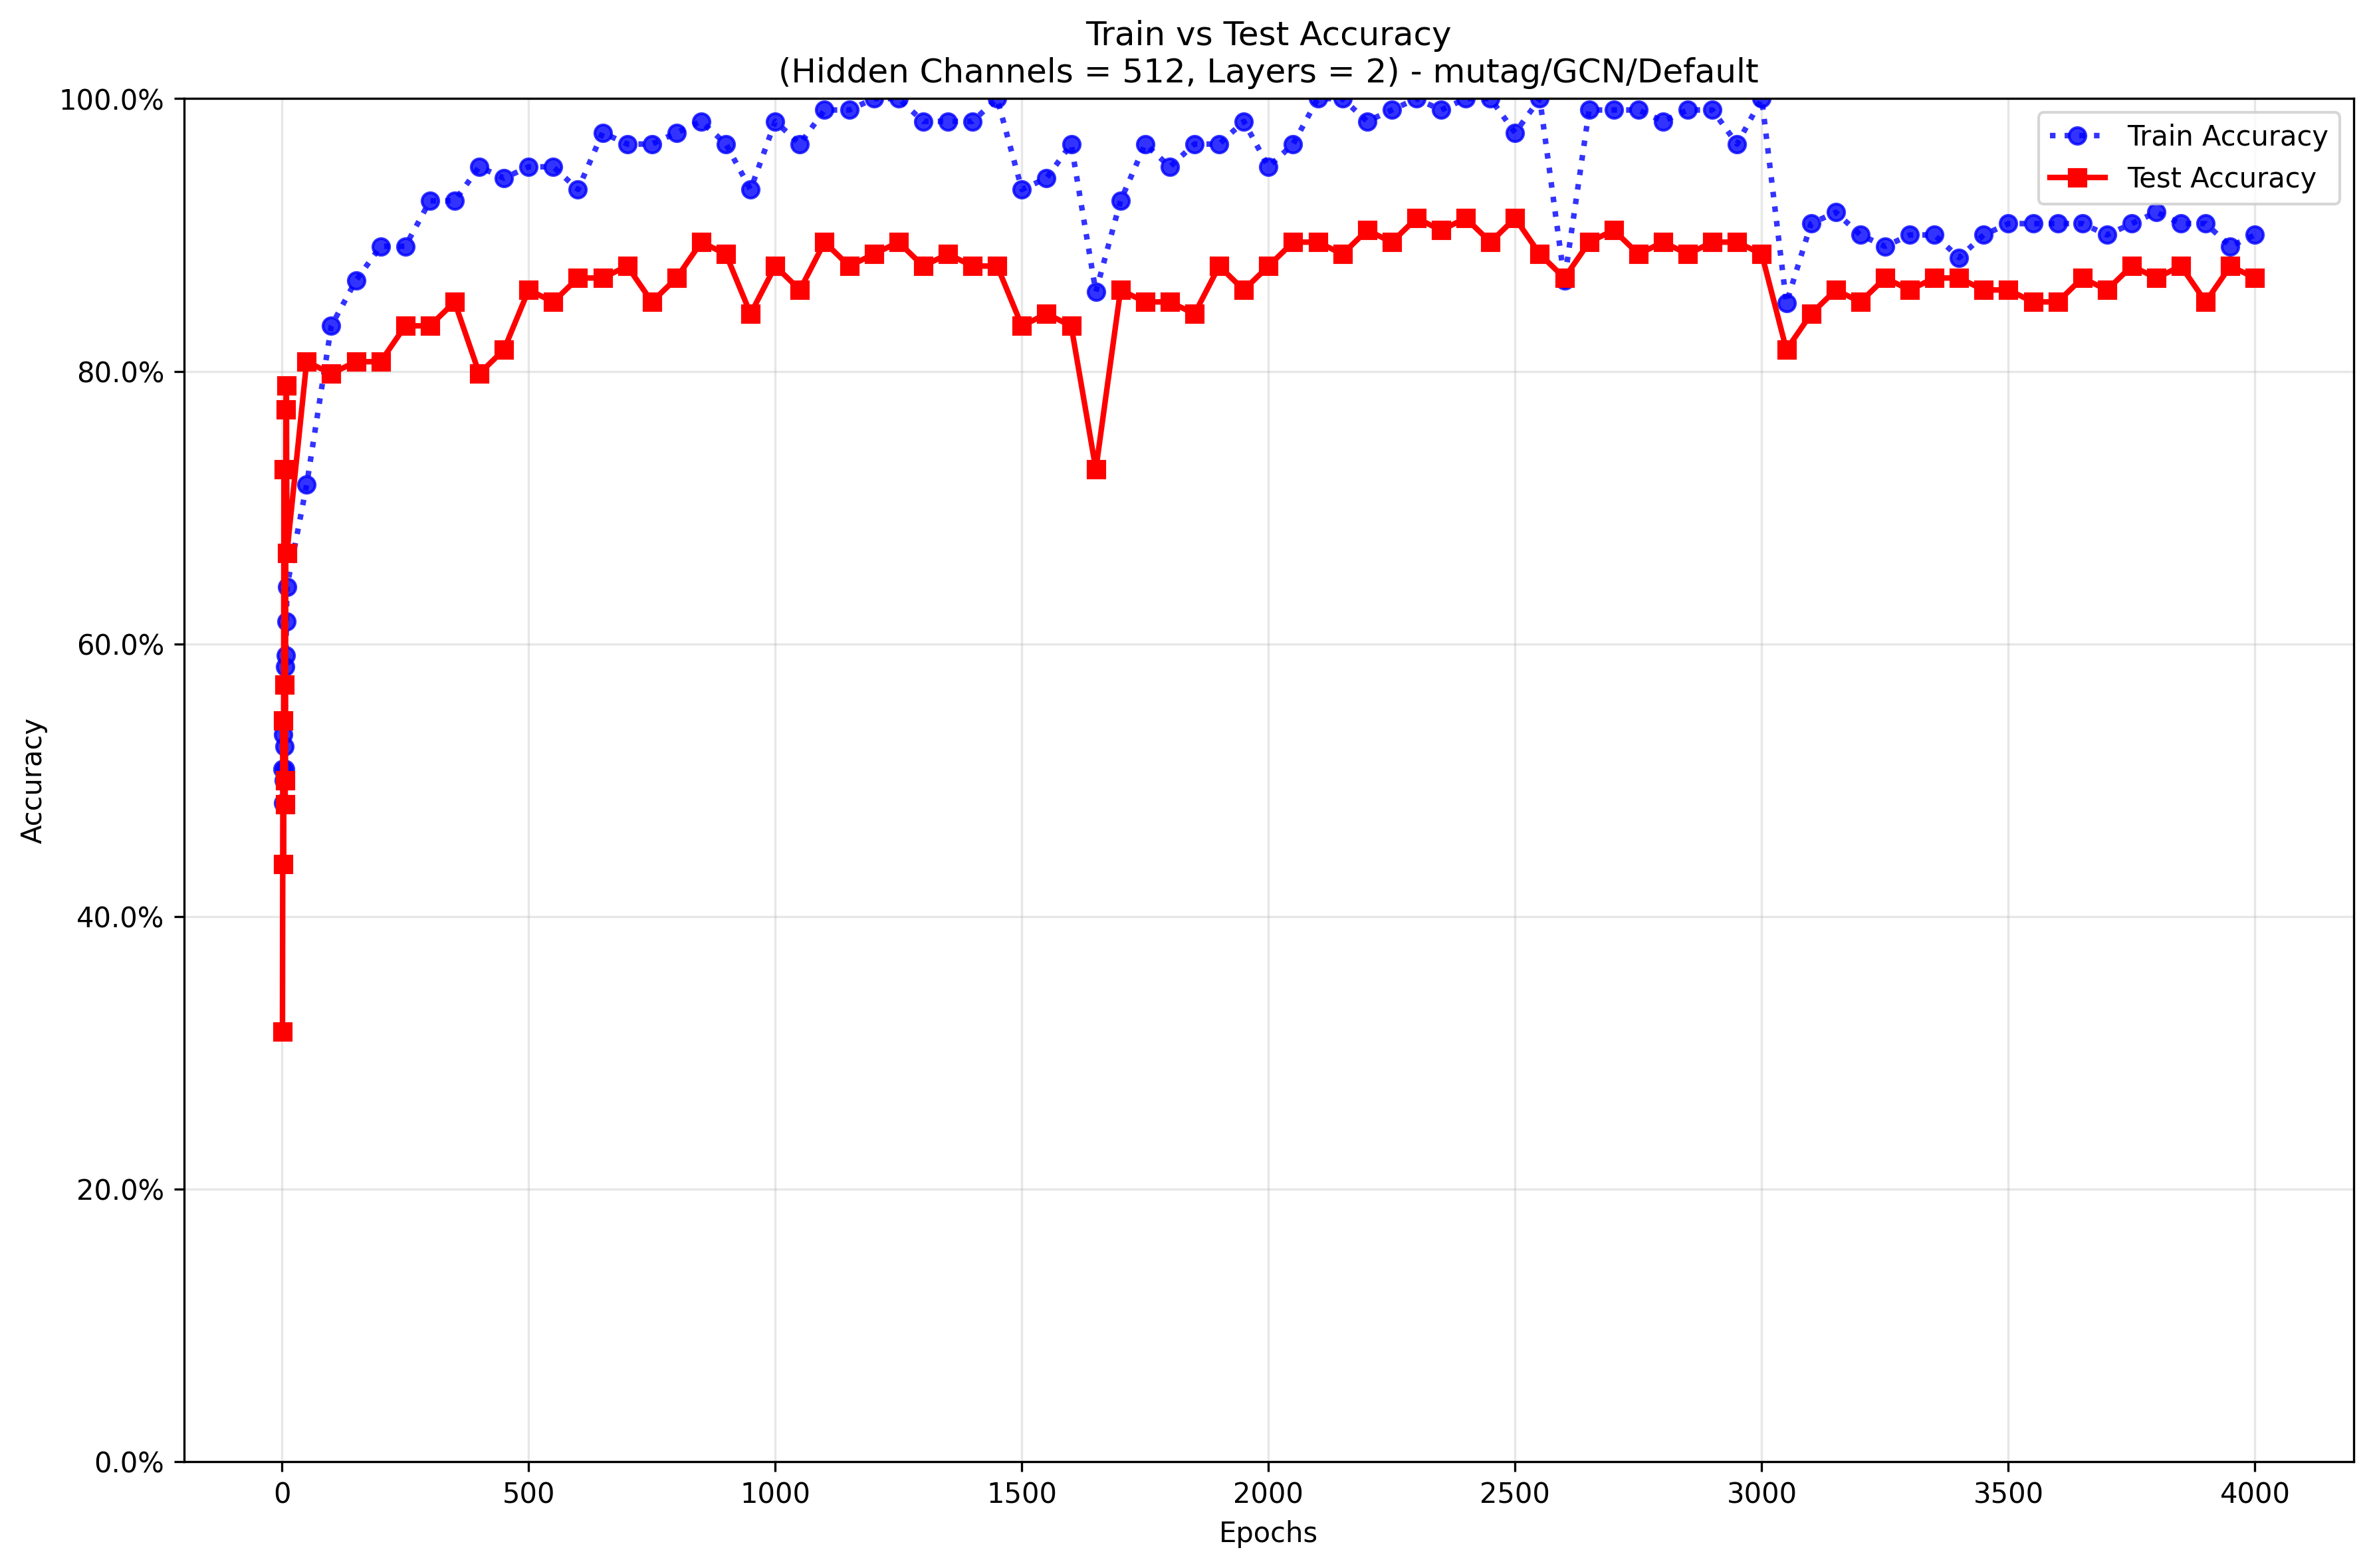 Train vs Test Accuracy
(Hidden Channels = 512, Layers = 2) - mutag/GCN/Default
100.0%
80.0%
60.0%
40.0%
20.0%
0.0%
Accuracy
Train Accuracy
Test Accuracy
0 500 1000 1500 2000 2500 3000 3500 4000
Epochs